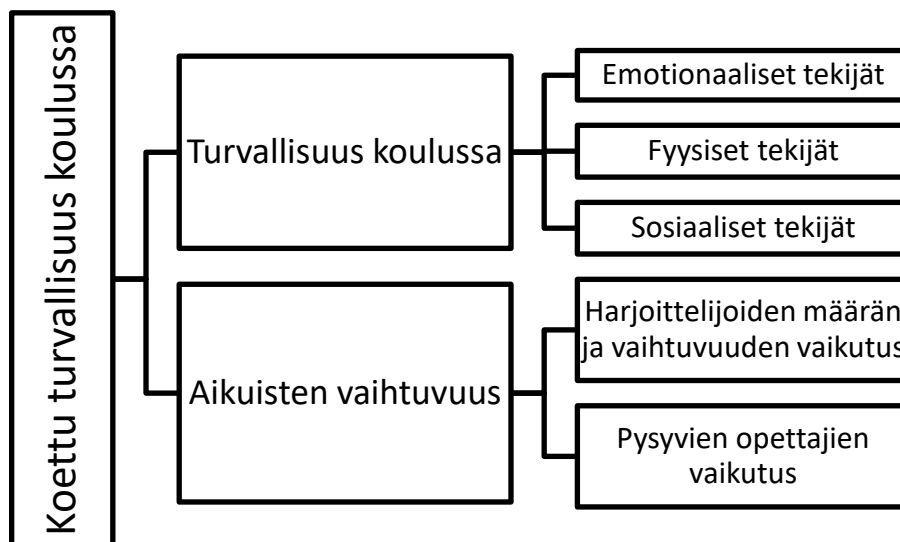 Koettu turvallisuus koulussa
Turvallisuus koulussa
Emotionaaliset tekijät
Fyysiset tekijät
Sosiaaliset tekijät
Aikuisten vaihtuvuus
Harjoittelijoiden määrän
ja vaihtuvuuden vaikutus
Pysyvien opettajien
vaikutus